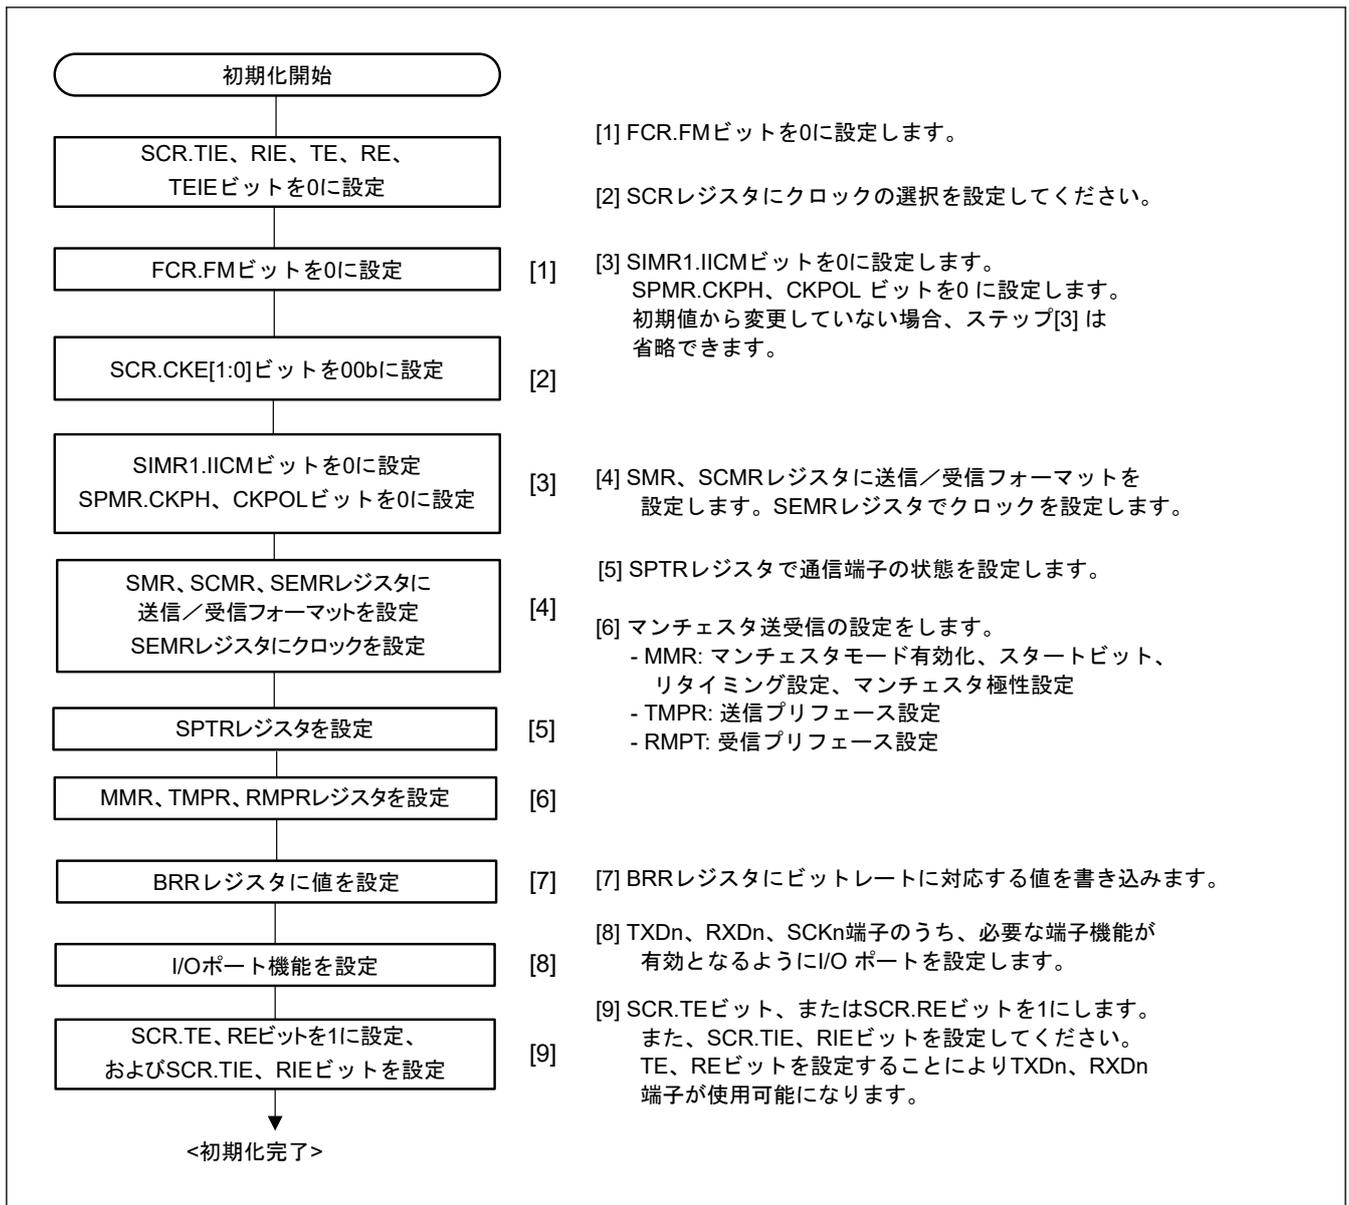 初期化開始
SCR.TIE、RIE、TE、RE、
TEIEビットを0に設定
FCR.FMビットを0に設定
[1]
SCR.CKE[1:0]ビットを00bに設定
[2]
SIMR1.IICMビットを0に設定
SPMR.CKPH、CKPOLビットを0に設定
[3]
SMR、SCMR、SEMRレジスタに
送信／受信フォーマットを設定
SEMRレジスタにクロックを設定
[4]
SPTRレジスタを設定
[5]
MMR、TMPR、RMPRレジスタを設定
[6]
BRRレジスタに値を設定
[7]
I/Oポート機能を設定
[8]
SCR.TE、REビットを1に設定、
およびSCR.TIE、RIEビットを設定
[9]
<初期化完了>
[1] FCR.FMビットを0に設定します。
[2] SCRレジスタにクロックの選択を設定してください。
[3] SIMR1.IICMビットを0に設定します。
SPMR.CKPH、CKPOL ビットを0 に設定します。
初期値から変更していない場合、ステップ[3] は
省略できます。
[4] SMR、SCMRレジスタに送信／受信フォーマットを
設定します。SEMRレジスタでクロックを設定します。
[5] SPTRレジスタで通信端子の状態を設定します。
[6] マンチェスタ送受信の設定をします。
- MMR: マンチェスタモード有効化、スタートビット、
リタイミング設定、マンチェスタ極性設定
- TMPR: 送信プリフェース設定
- RMPT: 受信プリフェース設定
[7] BRRレジスタにビットレートに対応する値を書き込みます。
[8] TXDn、RXDn、SCKn端子のうち、必要な端子機能が
有効となるようにI/O ポートを設定します。
[9] SCR.TEビット、またはSCR.REビットを1にします。
また、SCR.TIE、RIEビットを設定してください。
TE、REビットを設定することによりTXDn、RXDn
端子が使用可能になります。